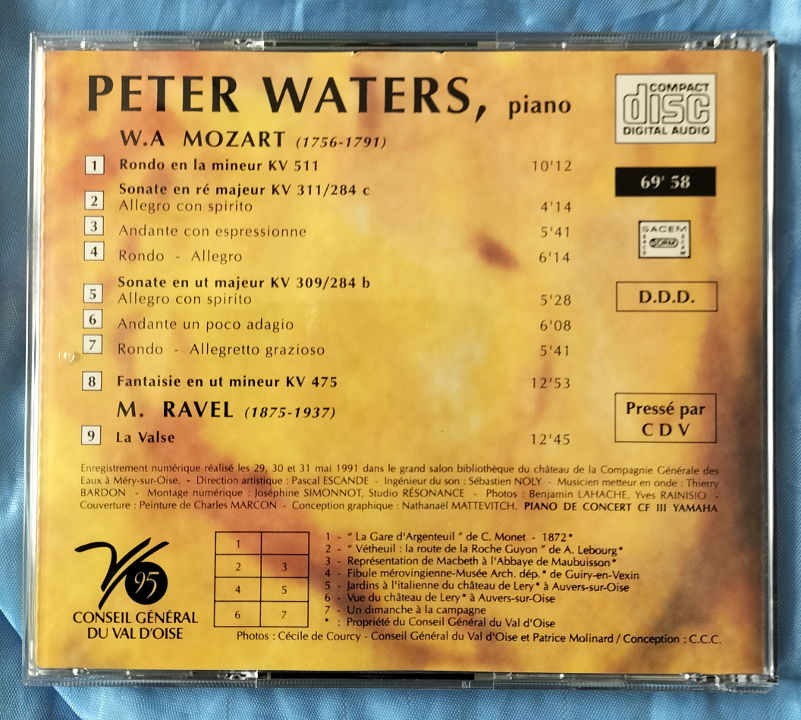 PETER WATERS, piano
W.A MOZART (1756-1791)
1 Rondo en la mineur KV 511 10'12
Sonate en ré majeur KV 311/284 c
2 Allegro con spirito 4'14
3 Andante con espressionne 5'41
4 Rondo - Allegro 6'14
Sonate en ut majeur KV 309/284 b
5 Allegro con spirito 5'28
6 Andante un poco adagio 6'08
7 Rondo - Allegretto grazioso 5'41
8 Fantaisie en ut mineur KV 475 12'53
M. RAVEL (1875-1937)
9 La Valse 12'45
COMPACT
disc
DIGITAL AUDIO
69' 58
SACEM
SDRM
D.D.D.
Pressé par
C D V
Enregistrement numérique réalisé les 29, 30 et 31 mai 1991 dans le grand salon bibliothèque du château de la Compagnie Générale des
Eaux à Méry-sur-Oise. - Direction artistique : Pascal ESCANDE - Ingénieur du son : Sébastien NOLY - Musicien metteur en onde : Thierry
BARDON - Montage numérique : Joséphine SIMONNOT, Studio RÉSONANCE - Photos : Benjamin LAHACHE, Yves RAINISIO -
Couverture : Peinture de Charles MARCON - Conception graphique : Nathanaël MATTEVITCH. PIANO DE CONCERT CF III YAMAHA
95
CONSEIL GÉNÉRAL
DU VAL D'OISE
1
2 3
4 5
6 7
1 - "La Gare d'Argenteuil" de C. Monet - 1872*
2 - "Vétheuil : la route de la Roche Guyon" de A. Lebourg*
3 - Représentation de Macbeth à l'Abbaye de Maubuisson*
4 - Fibule mérovingienne-Musée Arch. dép.* de Guiry-en-Vexin
5 - Jardins à l'italienne du château de Lery* à Auvers-sur-Oise
6 - Vue du château de Lery* à Auvers-sur-Oise
7 - Un dimanche à la campagne
* : Propriété du Conseil Général du Val d'Oise
Photos : Cécile de Courcy - Conseil Général du Val d'Oise et Patrice Molinard / Conception : C.C.C.